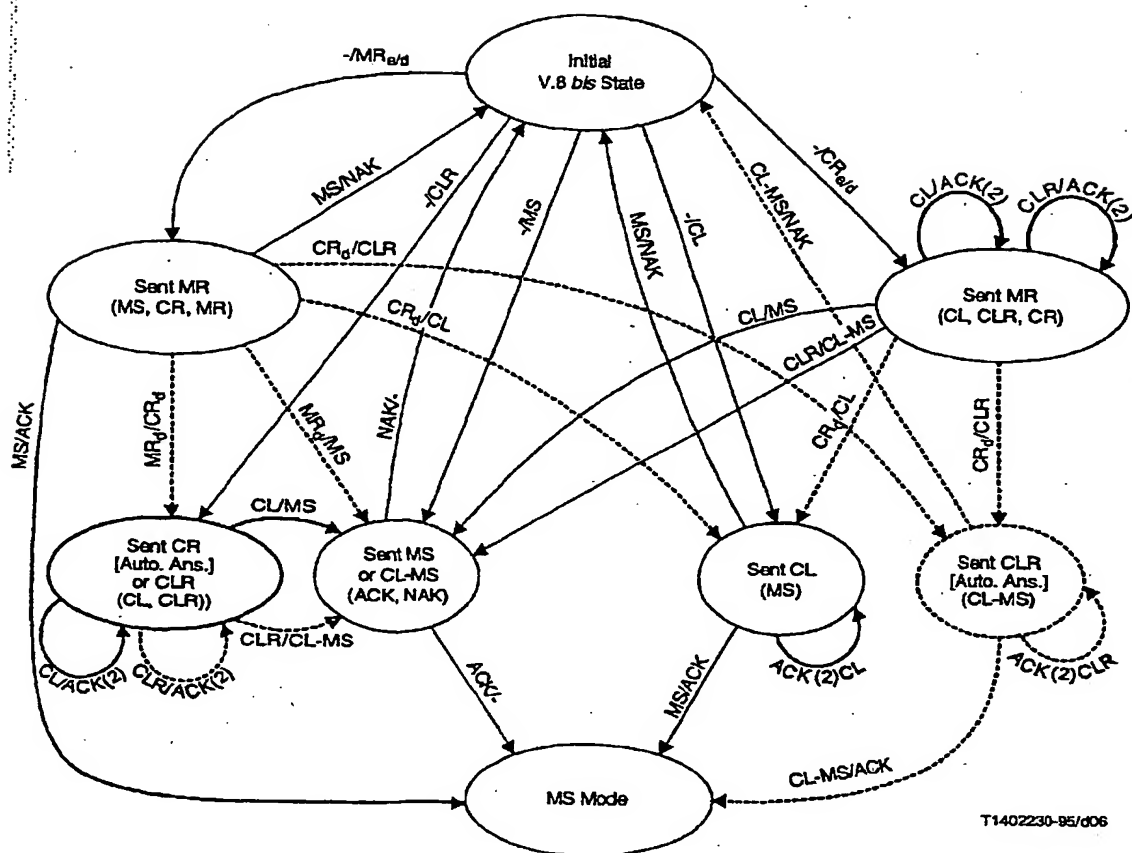 Initial
V.8 bis State
-/MRe/d
MS/NAK
-/CLR
-/MS
MS/NAK
-/CL
CL-MS/NAK
-/CRe/d
CL/ACK(2)
CLR/ACK(2)
Sent MR
(MS, CR, MR)
CRd/CLR
CRd/CL
Sent MR
(CL, CLR, CR)
CL/MS
CLR/CL-MS
MS/ACK
MRd/CRd
MRd/MS
NAK/-
CRd/CL
CRd/CLR
CL/MS
Sent CR
[Auto. Ans.]
or CLR
(CL, CLR))
Sent MS
or CL-MS
(ACK, NAK)
Sent CL
(MS)
Sent CLR
[Auto. Ans.]
(CL-MS)
CLR/CL-MS
CL/ACK(2)
CLR/ACK(2)
ACK(2)CL
ACK(2)CLR
ACK/-
MS/ACK
CL-MS/ACK
MS Mode
T1402230-95/d06